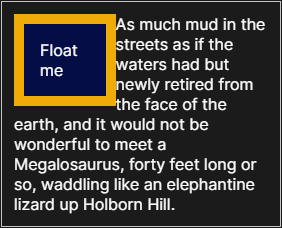 Float
me
As much mud in the
streets as if the
waters had but
newly retired from
the face of the
earth, and it would not be
wonderful to meet a
Megalosaurus, forty feet long or
so, waddling like an elephantine
lizard up Holborn Hill.